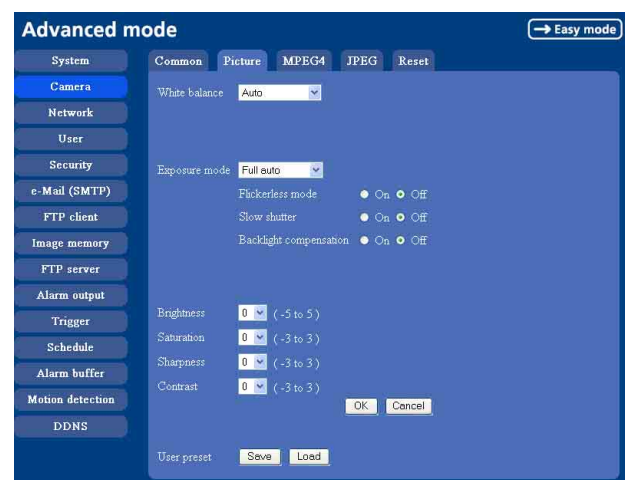 Advanced mode
→ Easy mode
System
Camera
Network
User
Security
e-Mail (SMTP)
FTP client
Image memory
FTP server
Alarm output
Trigger
Schedule
Alarm buffer
Motion detection
DDNS
Common Picture MPEG4 JPEG Reset
White balance Auto
Exposure mode Full auto
Flickerless mode On Off
Slow shutter On Off
Backlight compensation On Off
Brightness 0 (-5 to 5)
Saturation 0 (-3 to 3)
Sharpness 0 (-3 to 3)
Contrast 0 (-3 to 3)
OK Cancel
User preset Save Load